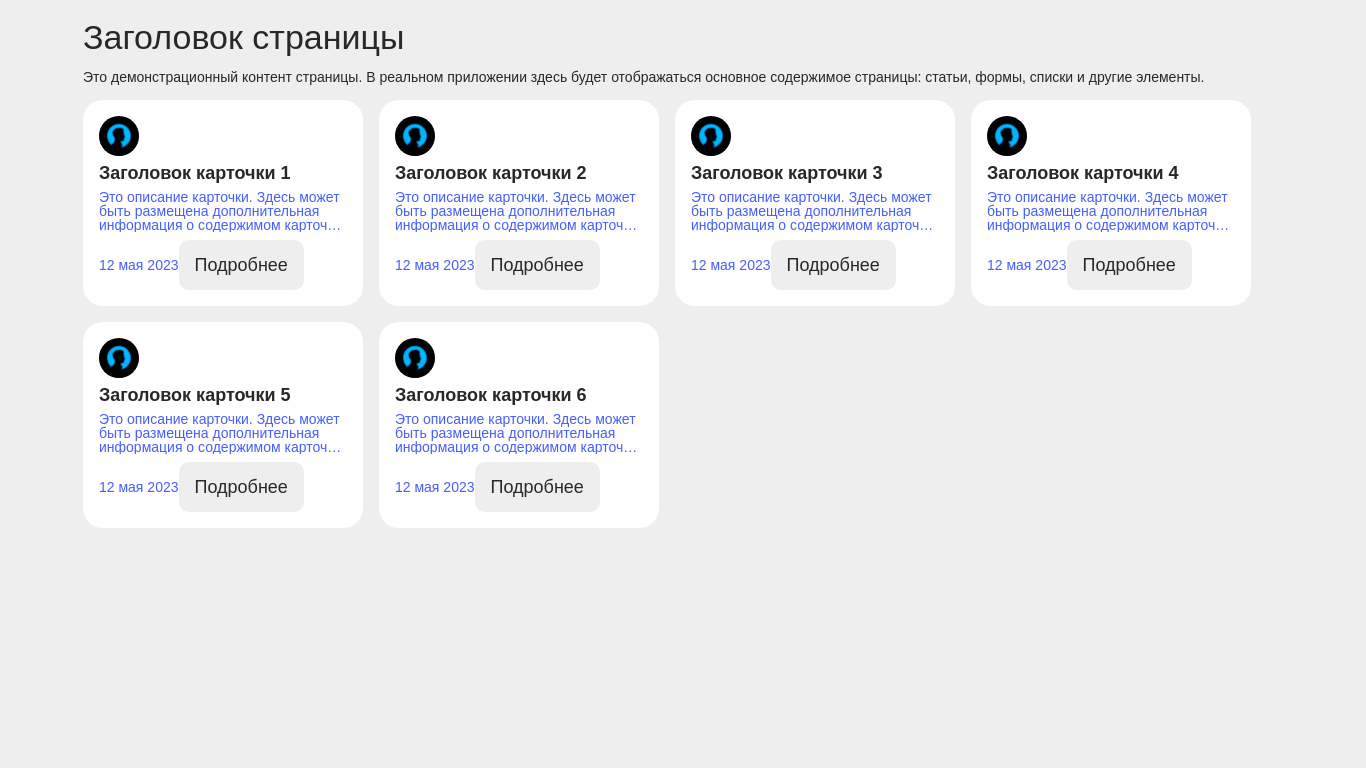 Заголовок страницы
Это демонстрационный контент страницы. В реальном приложении здесь будет отображаться основное содержимое страницы: статьи, формы, списки и другие элементы.
Заголовок карточки 1
Это описание карточки. Здесь может
быть размещена дополнительная
информация о содержимом карточ…
12 мая 2023
Подробнее
Заголовок карточки 2
Это описание карточки. Здесь может
быть размещена дополнительная
информация о содержимом карточ…
12 мая 2023
Подробнее
Заголовок карточки 3
Это описание карточки. Здесь может
быть размещена дополнительная
информация о содержимом карточ…
12 мая 2023
Подробнее
Заголовок карточки 4
Это описание карточки. Здесь может
быть размещена дополнительная
информация о содержимом карточ…
12 мая 2023
Подробнее
Заголовок карточки 5
Это описание карточки. Здесь может
быть размещена дополнительная
информация о содержимом карточ…
12 мая 2023
Подробнее
Заголовок карточки 6
Это описание карточки. Здесь может
быть размещена дополнительная
информация о содержимом карточ…
12 мая 2023
Подробнее